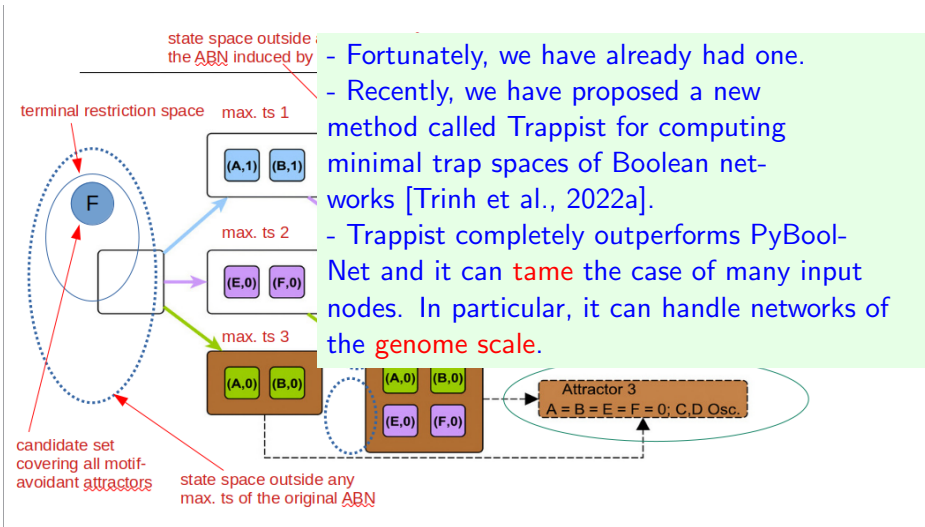 state space outside
the ABN induced by
- Fortunately, we have already had one.
- Recently, we have proposed a new
method called Trappist for computing
minimal trap spaces of Boolean net-
works [Trinh et al., 2022a].
- Trappist completely outperforms PyBool-
Net and it can tame the case of many input
nodes. In particular, it can handle networks of
the genome scale.
terminal restriction space
max. ts 1
(A,1) (B,1)
F
max. ts 2
(E,0) (F,0)
max. ts 3
(A,0) (B,0)
(A,0) (B,0)
(E,0) (F,0)
Attractor 3
A = B = E = F = 0; C,D Osc.
candidate set
covering all motif-
avoidant attractors
state space outside any
max. ts of the original ABN